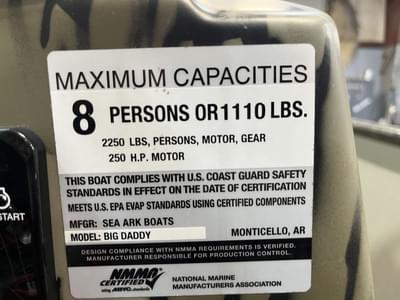 MAXIMUM CAPACITIES
8 PERSONS OR 1110 LBS.
2250 LBS, PERSONS, MOTOR, GEAR
250 H.P. MOTOR
THIS BOAT COMPLIES WITH U.S. COAST GUARD SAFETY
STANDARDS IN EFFECT ON THE DATE OF CERTIFICATION
MEETS U.S. EPA EVAP STANDARDS USING CERTIFIED COMPONENTS
MFGR: SEA ARK BOATS
MODEL: BIG DADDY MONTICELLO, AR
DESIGN COMPLIANCE WITH NMMA REQUIREMENTS IS VERIFIED.
MANUFACTURER RESPONSIBLE FOR PRODUCTION CONTROL.
NMMA
CERTIFIED
using ABYC standards
NATIONAL MARINE
MANUFACTURERS ASSOCIATION
START